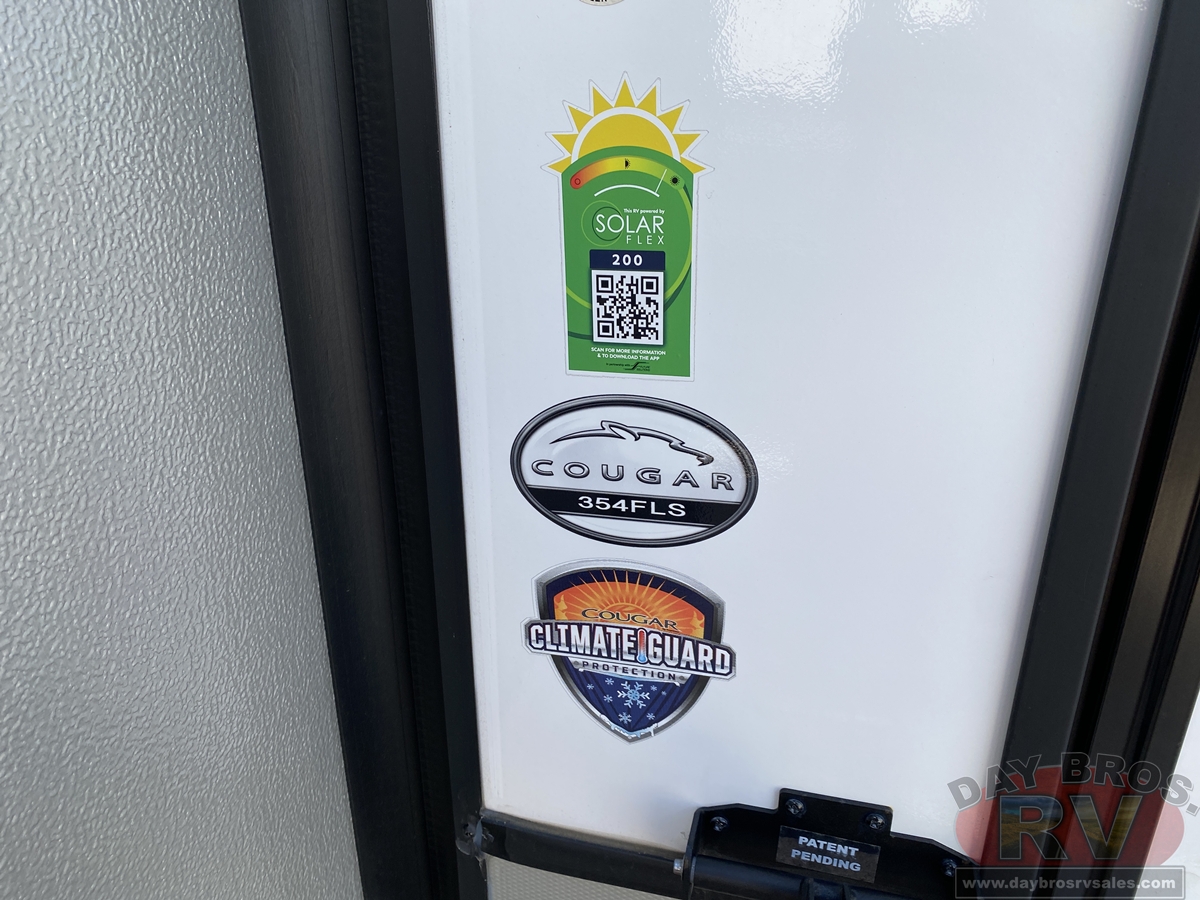 This RV powered by
SOLAR
FLEX
200
SCAN FOR MORE INFORMATION
& TO DOWNLOAD THE APP
COUGAR
354FLS
COUGAR
CLIMATE GUARD
PROTECTION
PATENT
PENDING
DAY BROS.
RV
www.daybrosrvsales.com